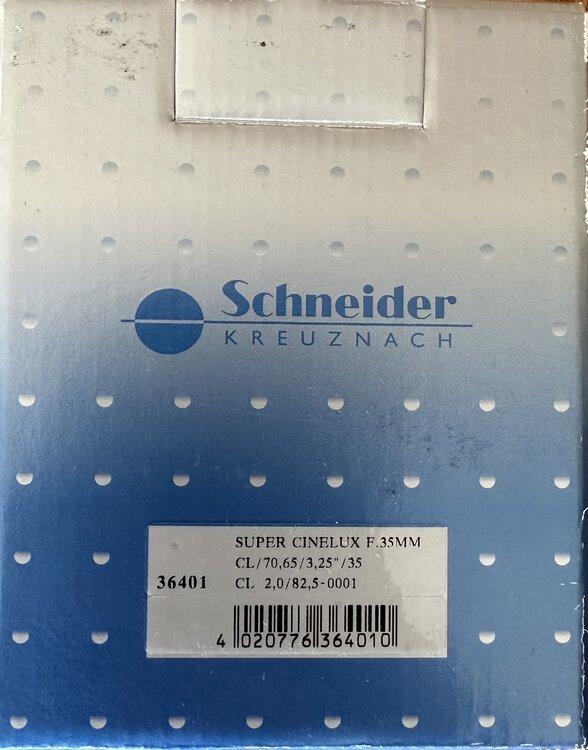 Schneider
KREUZNACH
SUPER CINELUX F.35MM
CL/70,65/3,25"/35
36401 CL 2,0/82,5-0001
4 020776 364010